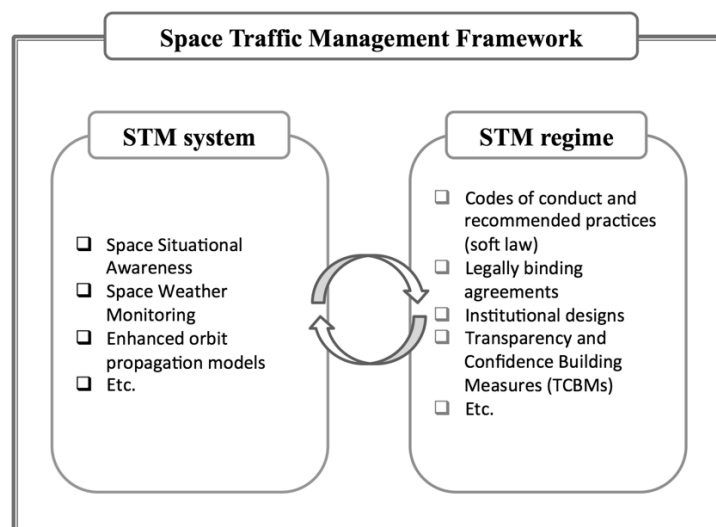 Space Traffic Management Framework
STM system
Space Situational
Awareness
Space Weather
Monitoring
Enhanced orbit
propagation models
Etc.
STM regime
Codes of conduct and
recommended practices
(soft law)
Legally binding
agreements
Institutional designs
Transparency and
Confidence Building
Measures (TCBMs)
Etc.